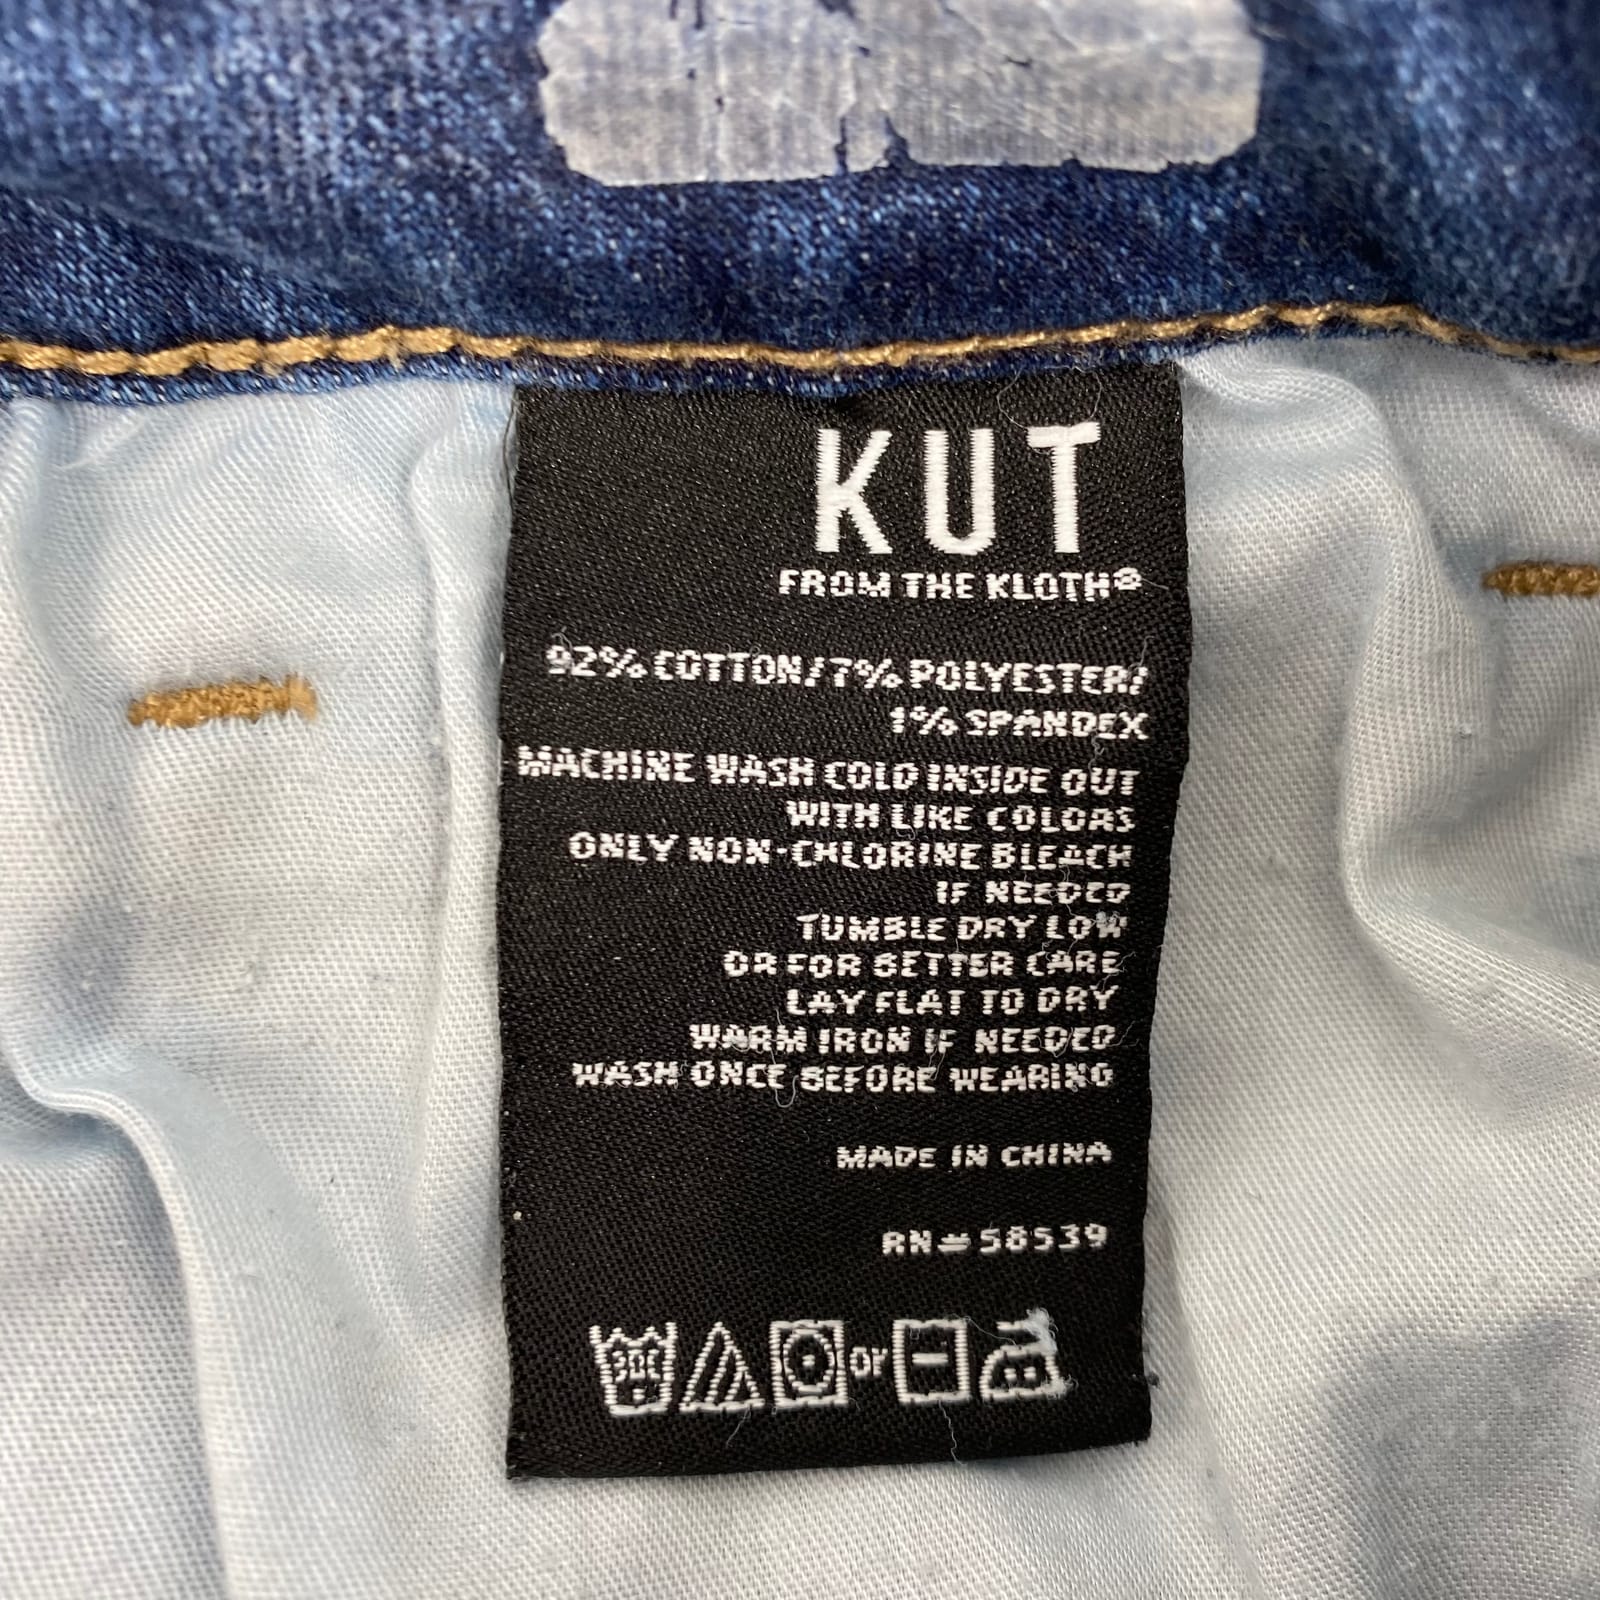 KUT
FROM THE KLOTH®
92% COTTON/7% POLYESTER/
1% SPANDEX
MACHINE WASH COLD INSIDE OUT
WITH LIKE COLORS
ONLY NON-CHLORINE BLEACH
IF NEEDED
TUMBLE DRY LOW
OR FOR BETTER CARE
LAY FLAT TO DRY
WARM IRON IF NEEDED
WASH ONCE BEFORE WEARING
MADE IN CHINA
RN#58539
30C or